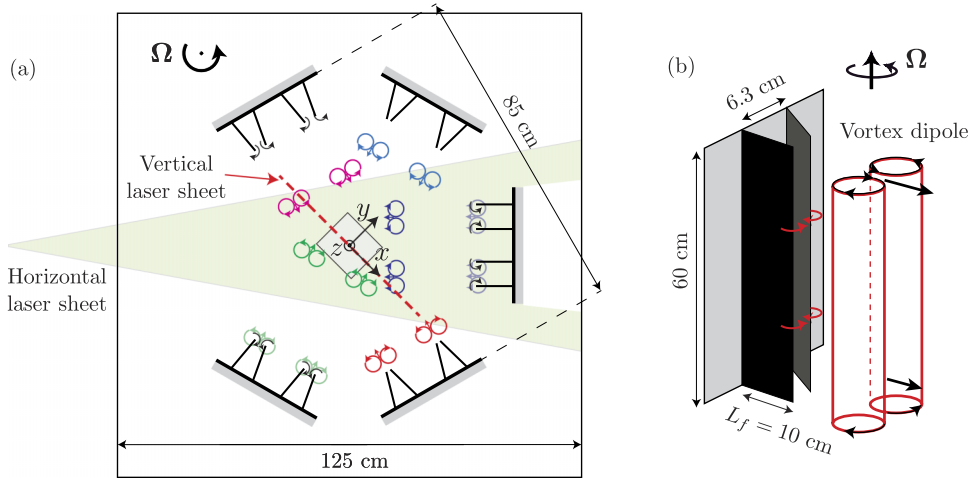 (a)
Ω
85 cm
Vertical
laser sheet
y
z
x
Horizontal
laser sheet
125 cm
(b)
Ω
6.3 cm
Vortex dipole
60 cm
L_f = 10 cm